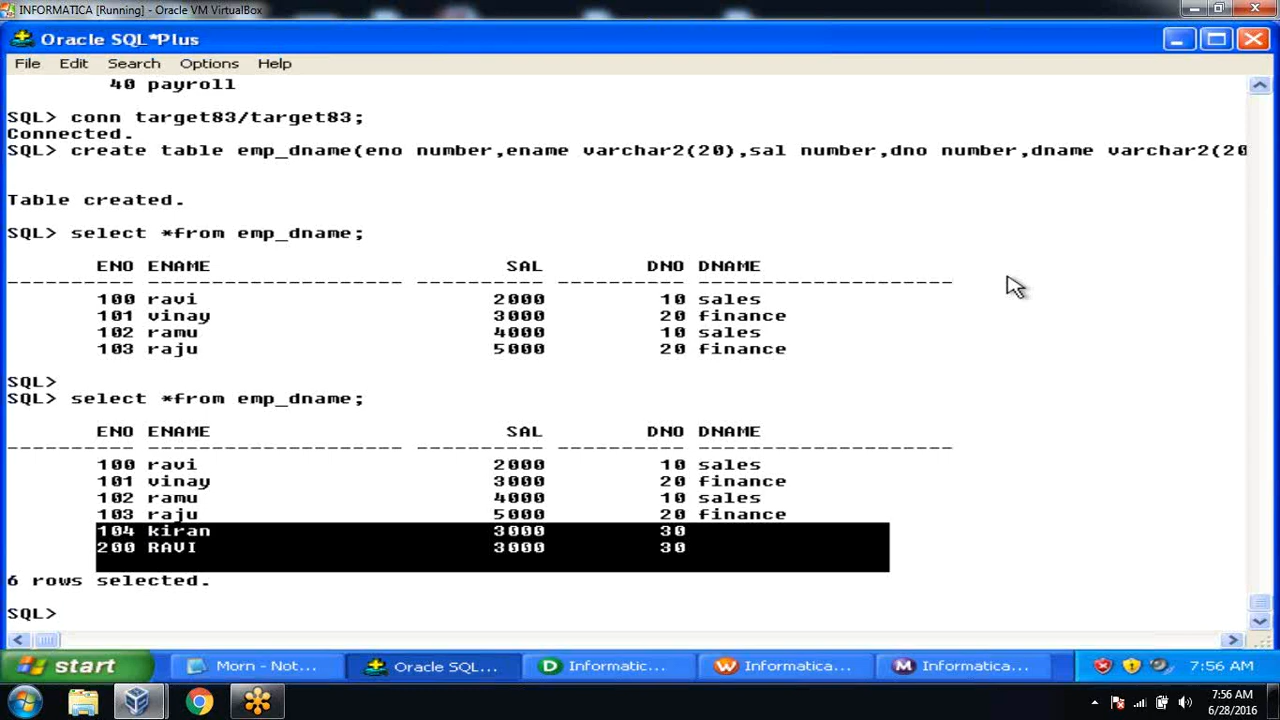 INFORMATICA [Running] - Oracle VM VirtualBox
Oracle SQL*Plus
File Edit Search Options Help
40 payroll
SQL> conn target83/target83;
Connected.
SQL> create table emp_dname(eno number,ename varchar2(20),sal number,dno number,dname varchar2(20
Table created.
SQL> select *from emp_dname;
ENO ENAME SAL DNO DNAME
---------- -------------------- ---------- ---------- --------------------
100 ravi 2000 10 sales
101 vinay 3000 20 finance
102 ramu 4000 10 sales
103 raju 5000 20 finance
SQL>
SQL> select *from emp_dname;
ENO ENAME SAL DNO DNAME
---------- -------------------- ---------- ---------- --------------------
100 ravi 2000 10 sales
101 vinay 3000 20 finance
102 ramu 4000 10 sales
103 raju 5000 20 finance
104 kiran 3000 30
200 RAVI 3000 30
6 rows selected.
SQL>
start Morn - Not... Oracle SQL... D Informatic... W Informatica... M Informatica... 7:56 AM
7:56 AM
6/28/2016